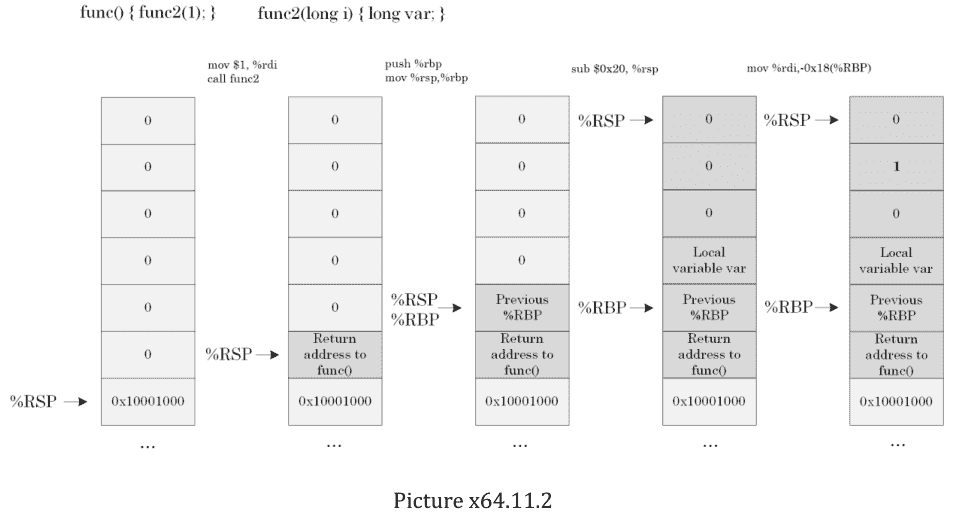 func() { func2(1); }
func2(long i) { long var; }
mov $1, %rdi
call func2
push %rbp
mov %rsp,%rbp
sub $0x20, %rsp
mov %rdi,-0x18(%RBP)
0
0
0
%RSP
0
%RSP
0
0
0
0
0
1
0
0
0
0
0
0
0
0
Local
variable var
Local
variable var
0
0
%RSP
%RBP
Previous
%RBP
%RBP
Previous
%RBP
%RBP
Previous
%RBP
0
%RSP
Return
address to
func()
Return
address to
func()
Return
address to
func()
Return
address to
func()
%RSP
0x10001000
0x10001000
0x10001000
0x10001000
0x10001000
...
...
...
...
...
Picture x64.11.2